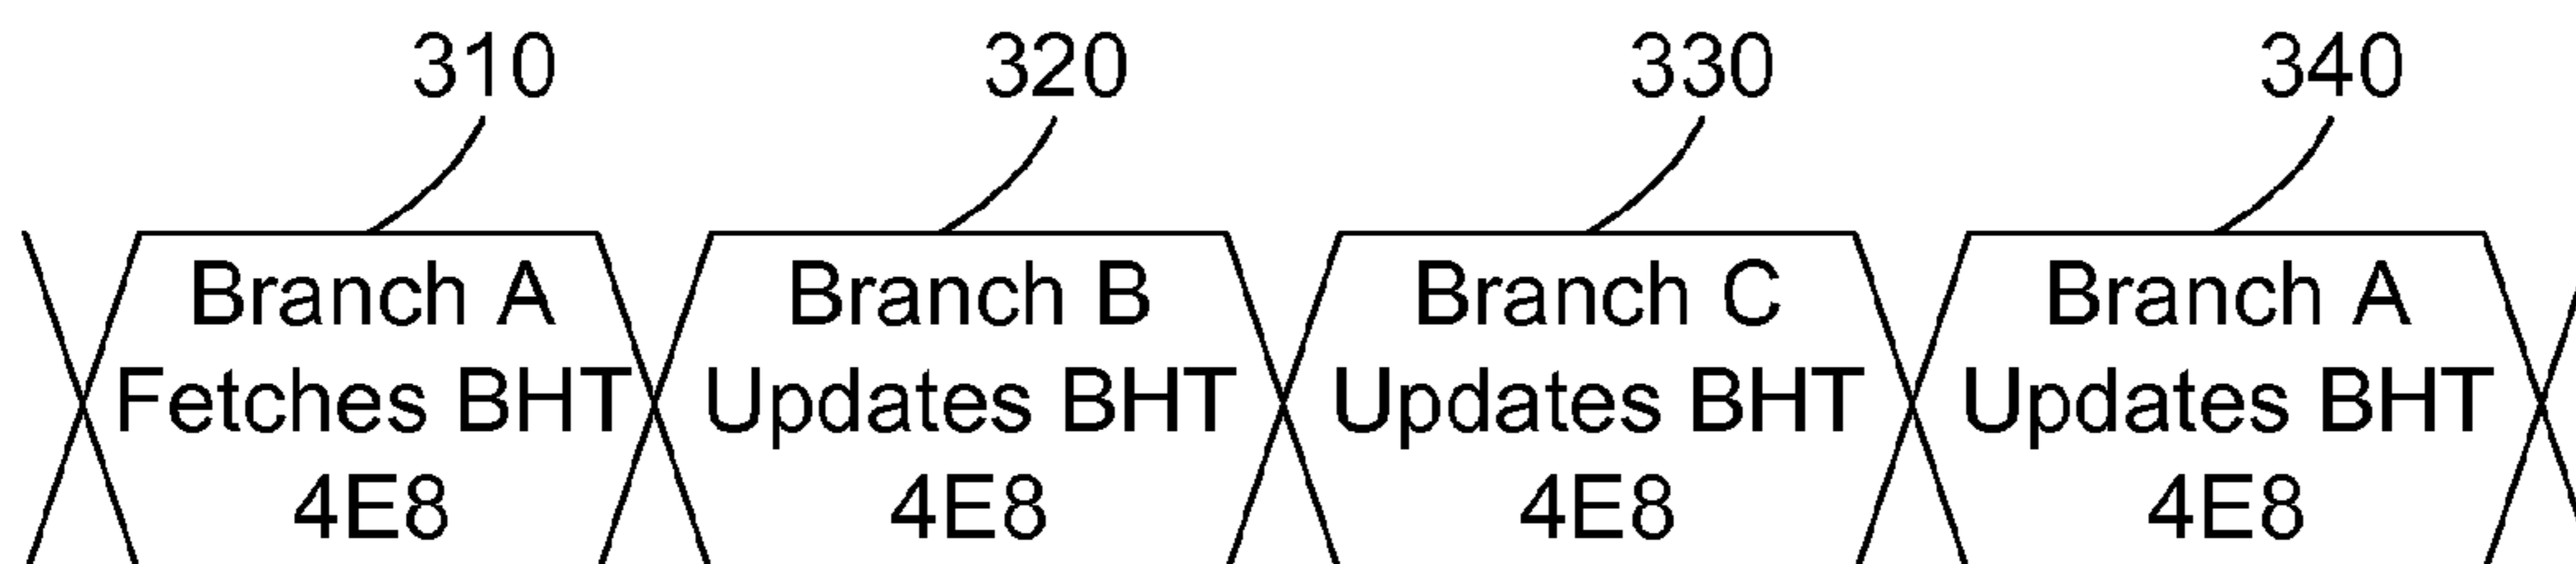 310 320 330 340
Branch A Branch B Branch C Branch A
Fetches BHT Updates BHT Updates BHT Updates BHT
4E8 4E8 4E8 4E8